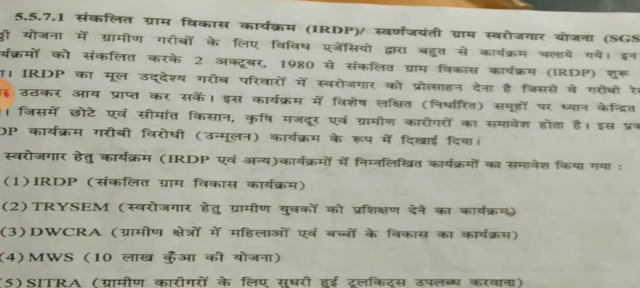 5.5.7.1 संकलित ग्राम विकास कार्यक्रम (IRDP)/ स्वर्णजयंती ग्राम स्वरोजगार योजना (SGS
योजना में ग्रामीण गरीबों के लिए विविध एजेंसियो द्वारा बहुत से कार्यक्रम चलाये गये। इन
र्यक्रमों को संकलित करके 2 अक्टूबर, 1980 से संकलित ग्राम विकास कार्यक्रम (IRDP) शुरू
IRDP का मूल उद्देश्य गरीब परिवारों में स्वरोजगार को प्रोत्साहन देना है जिससे वे गरीबी रे
उठकर आय प्राप्त कर सकें। इस कार्यक्रम में विशेष लक्षित (निर्धारित) समूहों पर ध्यान केन्द्रित
। जिसमें छोटे एवं सीमांत किसान, कृषि मजदूर एवं ग्रामीण कारीगरों का समावेश होता है। इस प्रक
DP कार्यक्रम गरीबी विरोधी (उन्मूलन) कार्यक्रम के रूप में दिखाई दिया।
स्वरोजगार हेतु कार्यक्रम (IRDP एवं अन्य)कार्यक्रमों में निम्नलिखित कार्यक्रमों का समावेश किया गया :
(1) IRDP (संकलित ग्राम विकास कार्यक्रम)
(2) TRYSEM (स्वरोजगार हेतु ग्रामीण युवकों को प्रशिक्षण देने का कार्यक्रम)
(3) DWCRA (ग्रामीण क्षेत्रों में महिलाओं एवं बच्चों के विकास का कार्यक्रम)
(4) MWS (10 लाख कुँआ की योजना)
(5) SITRA (ग्रामीण कारीगरों के लिए सुधरी हुई टूलकिट्स उपलब्ध करवाना)